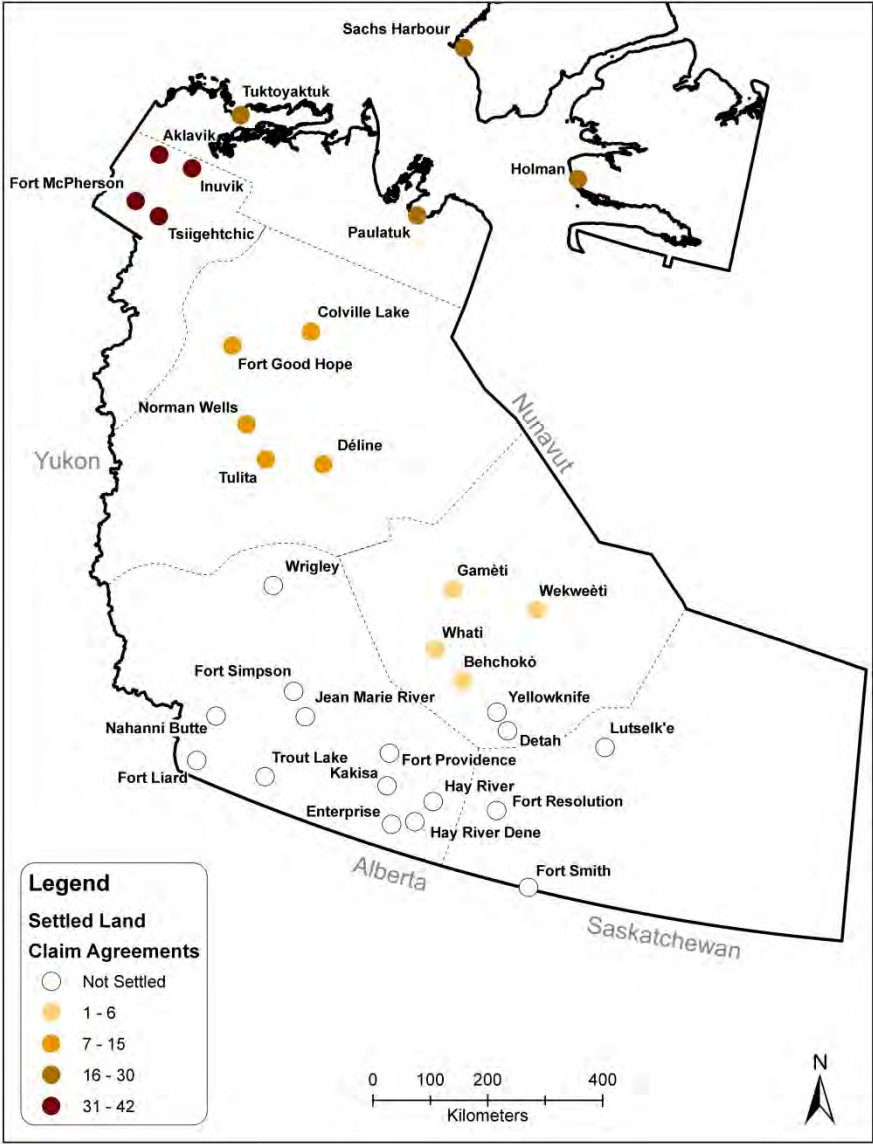 Sachs Harbour
Tuktoyaktuk
Aklavik
Inuvik
Holman
Fort McPherson
Tsiigehtchic
Paulatuk
Colville Lake
Fort Good Hope
Norman Wells
Nunavut
Yukon
Tulita
Déline
Wrigley
Gamètì
Wekweètì
Whatì
Behchokò
Fort Simpson
Jean Marie River
Yellowknife
Nahanni Butte
Detah
Lutselk'e
Fort Liard
Trout Lake
Fort Providence
Kakisa
Hay River
Enterprise
Fort Resolution
Hay River Dene
Alberta
Fort Smith
Saskatchewan
Legend
Settled Land
Claim Agreements
Not Settled
1 - 6
7 - 15
16 - 30
31 - 42
0 100 200 400
Kilometers
N